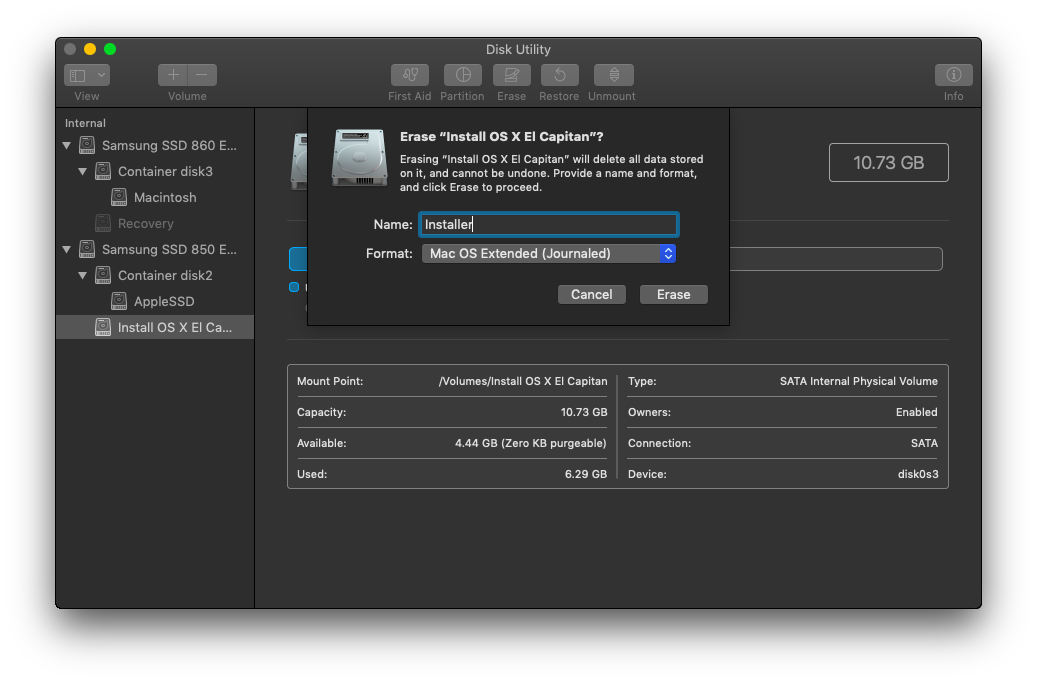 Disk Utility
View
Volume
First Aid
Partition
Erase
Restore
Unmount
Info
Internal
Samsung SSD 860 E...
Container disk3
Macintosh
Recovery
Samsung SSD 850 E...
Container disk2
AppleSSD
Install OS X El Ca...
Erase “Install OS X El Capitan”?
Erasing “Install OS X El Capitan” will delete all data stored
on it, and cannot be undone. Provide a name and format,
and click Erase to proceed.
Name: Installer
Format: Mac OS Extended (Journaled)
Cancel
Erase
10.73 GB
Mount Point: /Volumes/Install OS X El Capitan
Capacity: 10.73 GB
Available: 4.44 GB (Zero KB purgeable)
Used: 6.29 GB
Type: SATA Internal Physical Volume
Owners: Enabled
Connection: SATA
Device: disk0s3